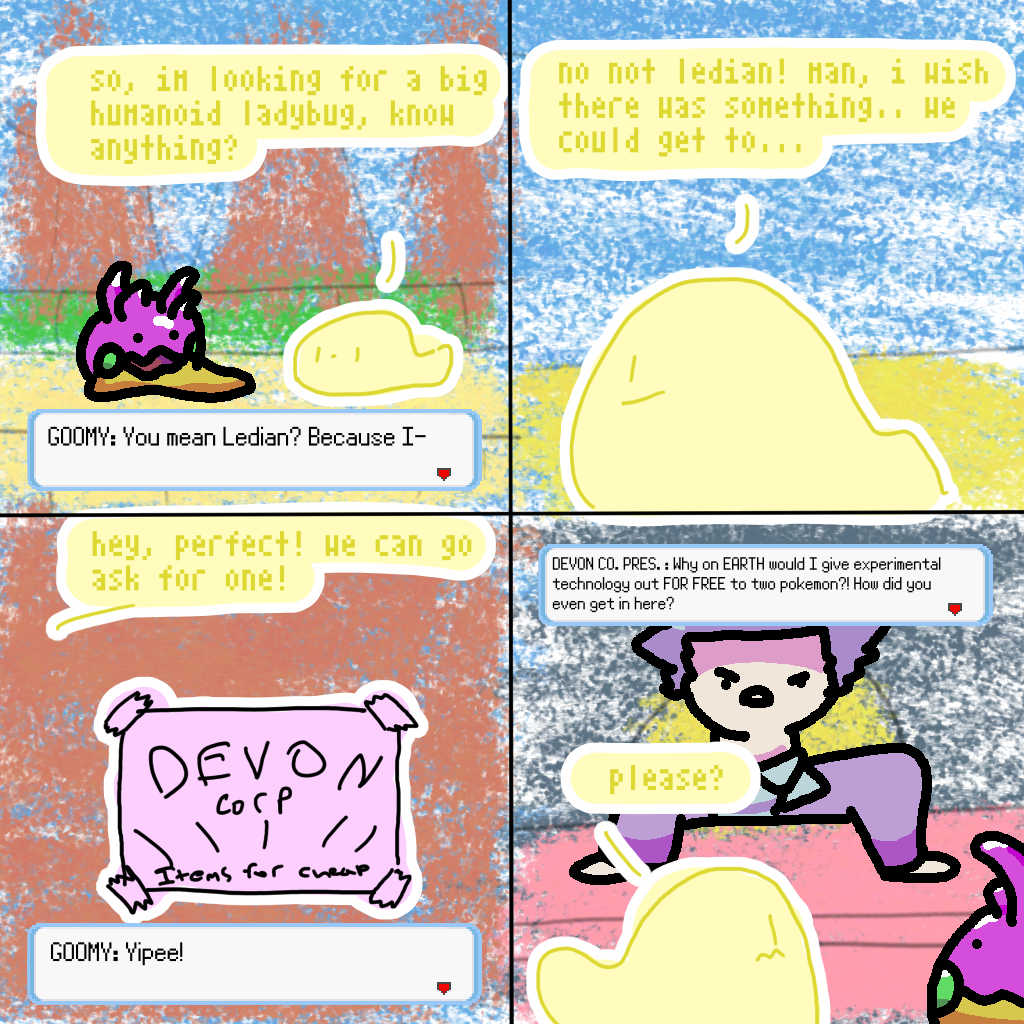 so, im looking for a big
humanoid ladybug, know
anything?
GOOMY: You mean Ledian? Because I-
no not ledian! man, i wish
there was something.. we
could get to...
hey, perfect! we can go
ask for one!
DEVON
corp
Items for cheap
GOOMY: Yipee!
DEVON CO. PRES. : Why on EARTH would I give experimental
technology out FOR FREE to two pokemon?! How did you
even get in here?
please?